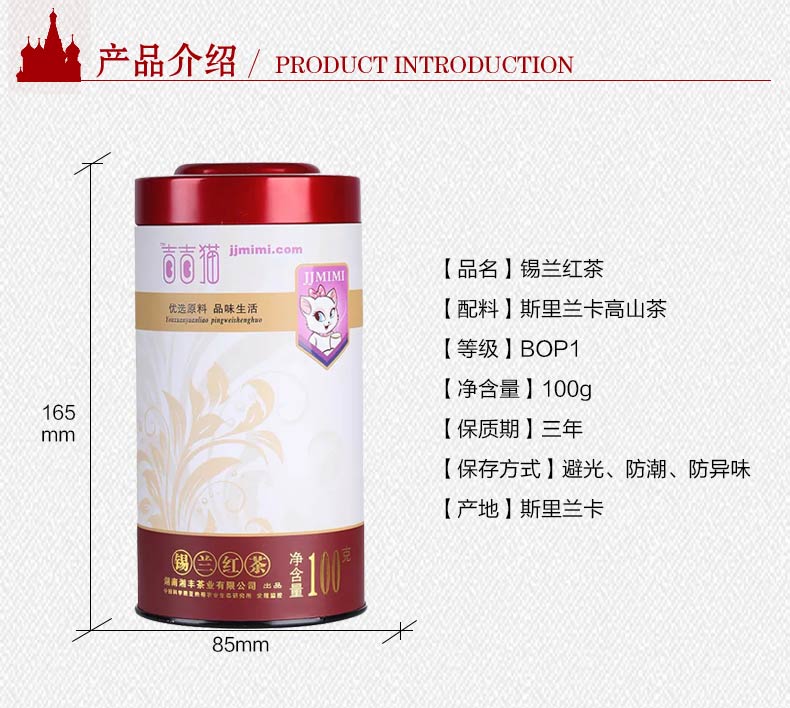 产品介绍 / PRODUCT INTRODUCTION
吉吉猫 jjmimi.com
JJMIMI
优选原料 品味生活
Youxuanyuanliao pingweishenghuo
165
mm
85mm
锡兰红茶
净含量100克
湖南湘丰茶业有限公司 出品
【品名】锡兰红茶
【配料】斯里兰卡高山茶
【等级】BOP1
【净含量】100g
【保质期】三年
【保存方式】避光、防潮、防异味
【产地】斯里兰卡